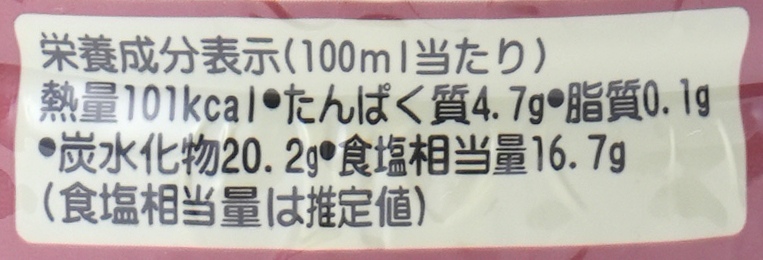 栄養成分表示(100ml当たり)
熱量101kcal●たんぱく質4.7g●脂質0.1g
●炭水化物20.2g●食塩相当量16.7g
(食塩相当量は推定値)